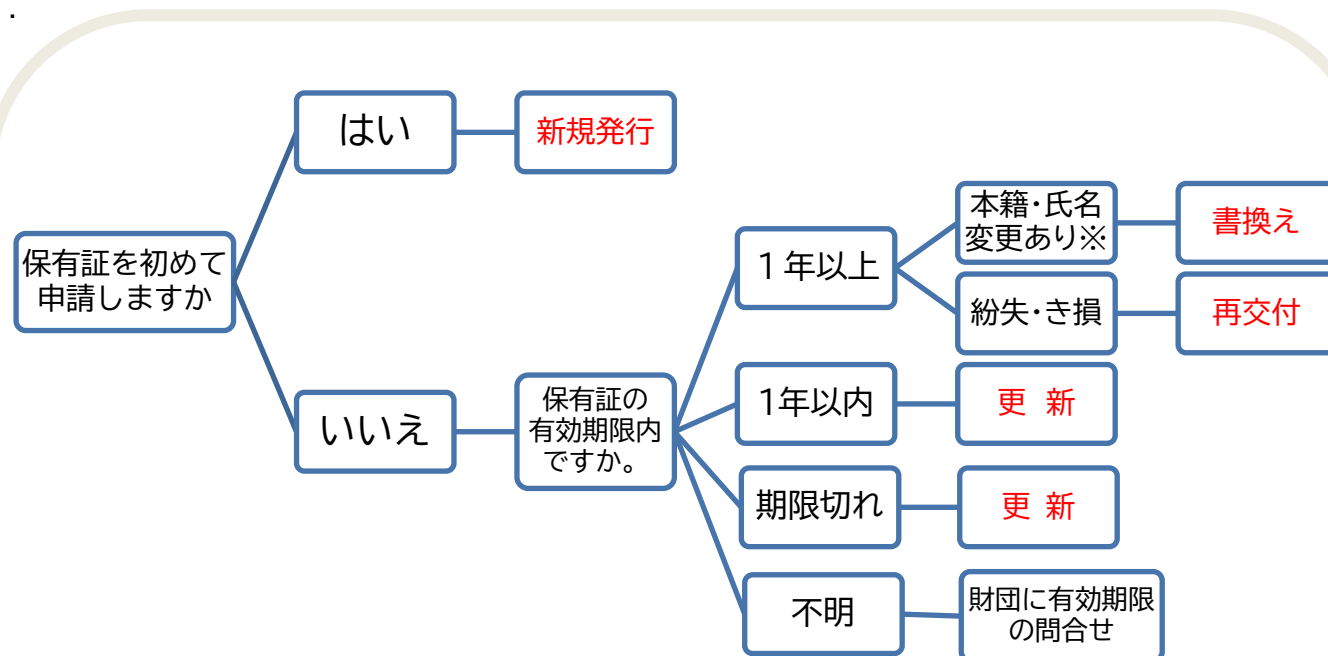 .
はい
新規発行
保有証を初めて
申請しますか
いいえ
保有証の
有効期限内
ですか。
１年以上
本籍・氏名
変更あり※
書換え
紛失・き損
再交付
1年以内
更 新
期限切れ
更 新
不明
財団に有効期限
の問合せ